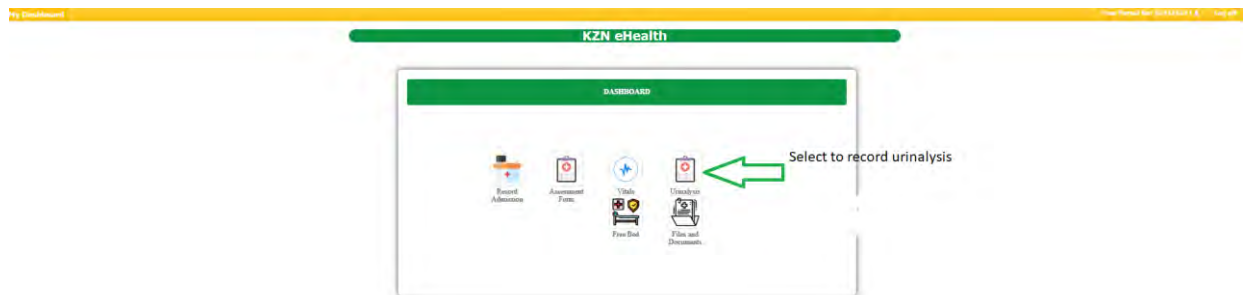 My Dashboard
Log off
KZN eHealth
DASHBOARD
Select to record urinalysis
Record
Admission
Assessment
Form
Vitals
Urinalysis
Free Bed
Files and
Documents